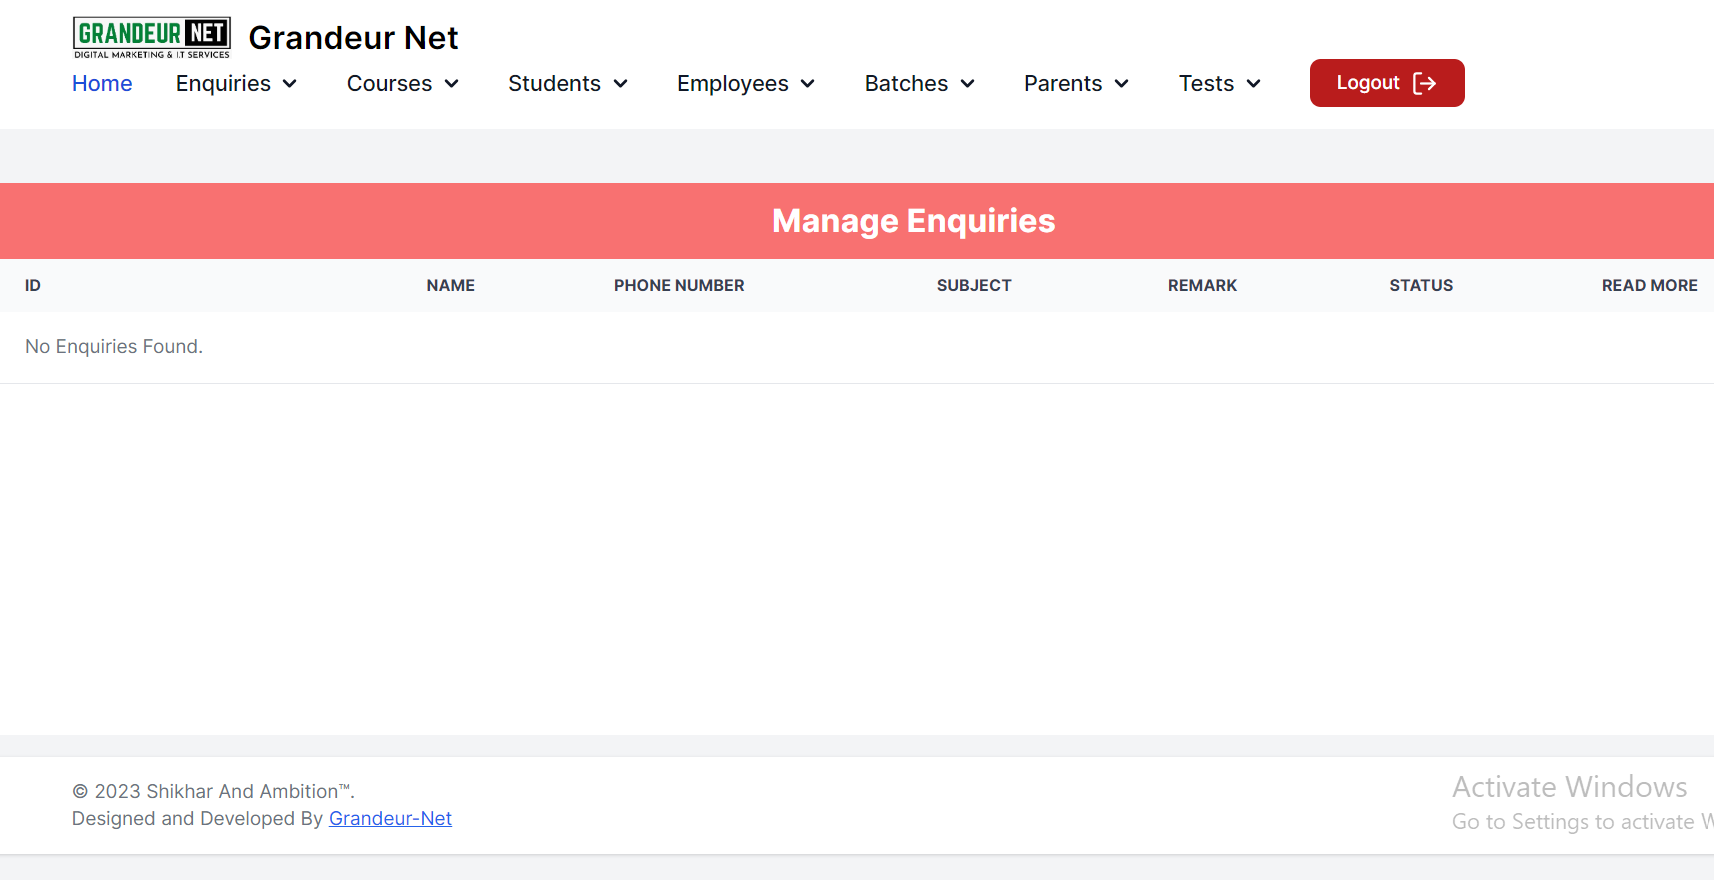 GRANDEUR NET
DIGITAL MARKETING & I.T SERVICES
Grandeur Net
Home Enquiries Courses Students Employees Batches Parents Tests Logout
Manage Enquiries
ID NAME PHONE NUMBER SUBJECT REMARK STATUS READ MORE
No Enquiries Found.
© 2023 Shikhar And Ambition™.
Designed and Developed By Grandeur-Net
Activate Windows
Go to Settings to activate W